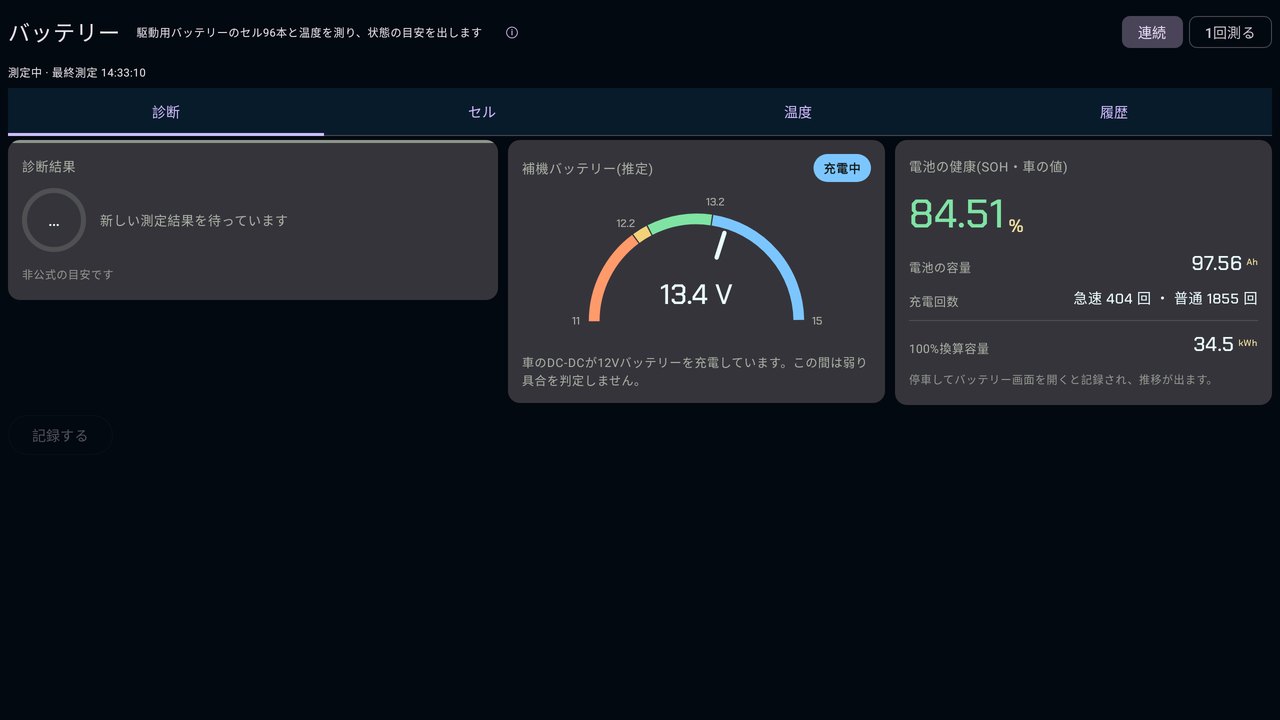 バッテリー
駆動用バッテリーのセル96本と温度を測り、状態の目安を出します
連続
1回測る
測定中 · 最終測定 14:33:10
診断
セル
温度
履歴
診断結果
...
新しい測定結果を待っています
非公式の目安です
記録する
補機バッテリー(推定)
充電中
13.2
12.2
13.4 V
11
15
車のDC-DCが12Vバッテリーを充電しています。この間は弱り
具合を判定しません。
電池の健康(SOH・車の値)
84.51%
電池の容量 97.56 Ah
充電回数 急速 404 回 ・ 普通 1855 回
100%換算容量 34.5 kWh
停車してバッテリー画面を開くと記録され、推移が出ます。